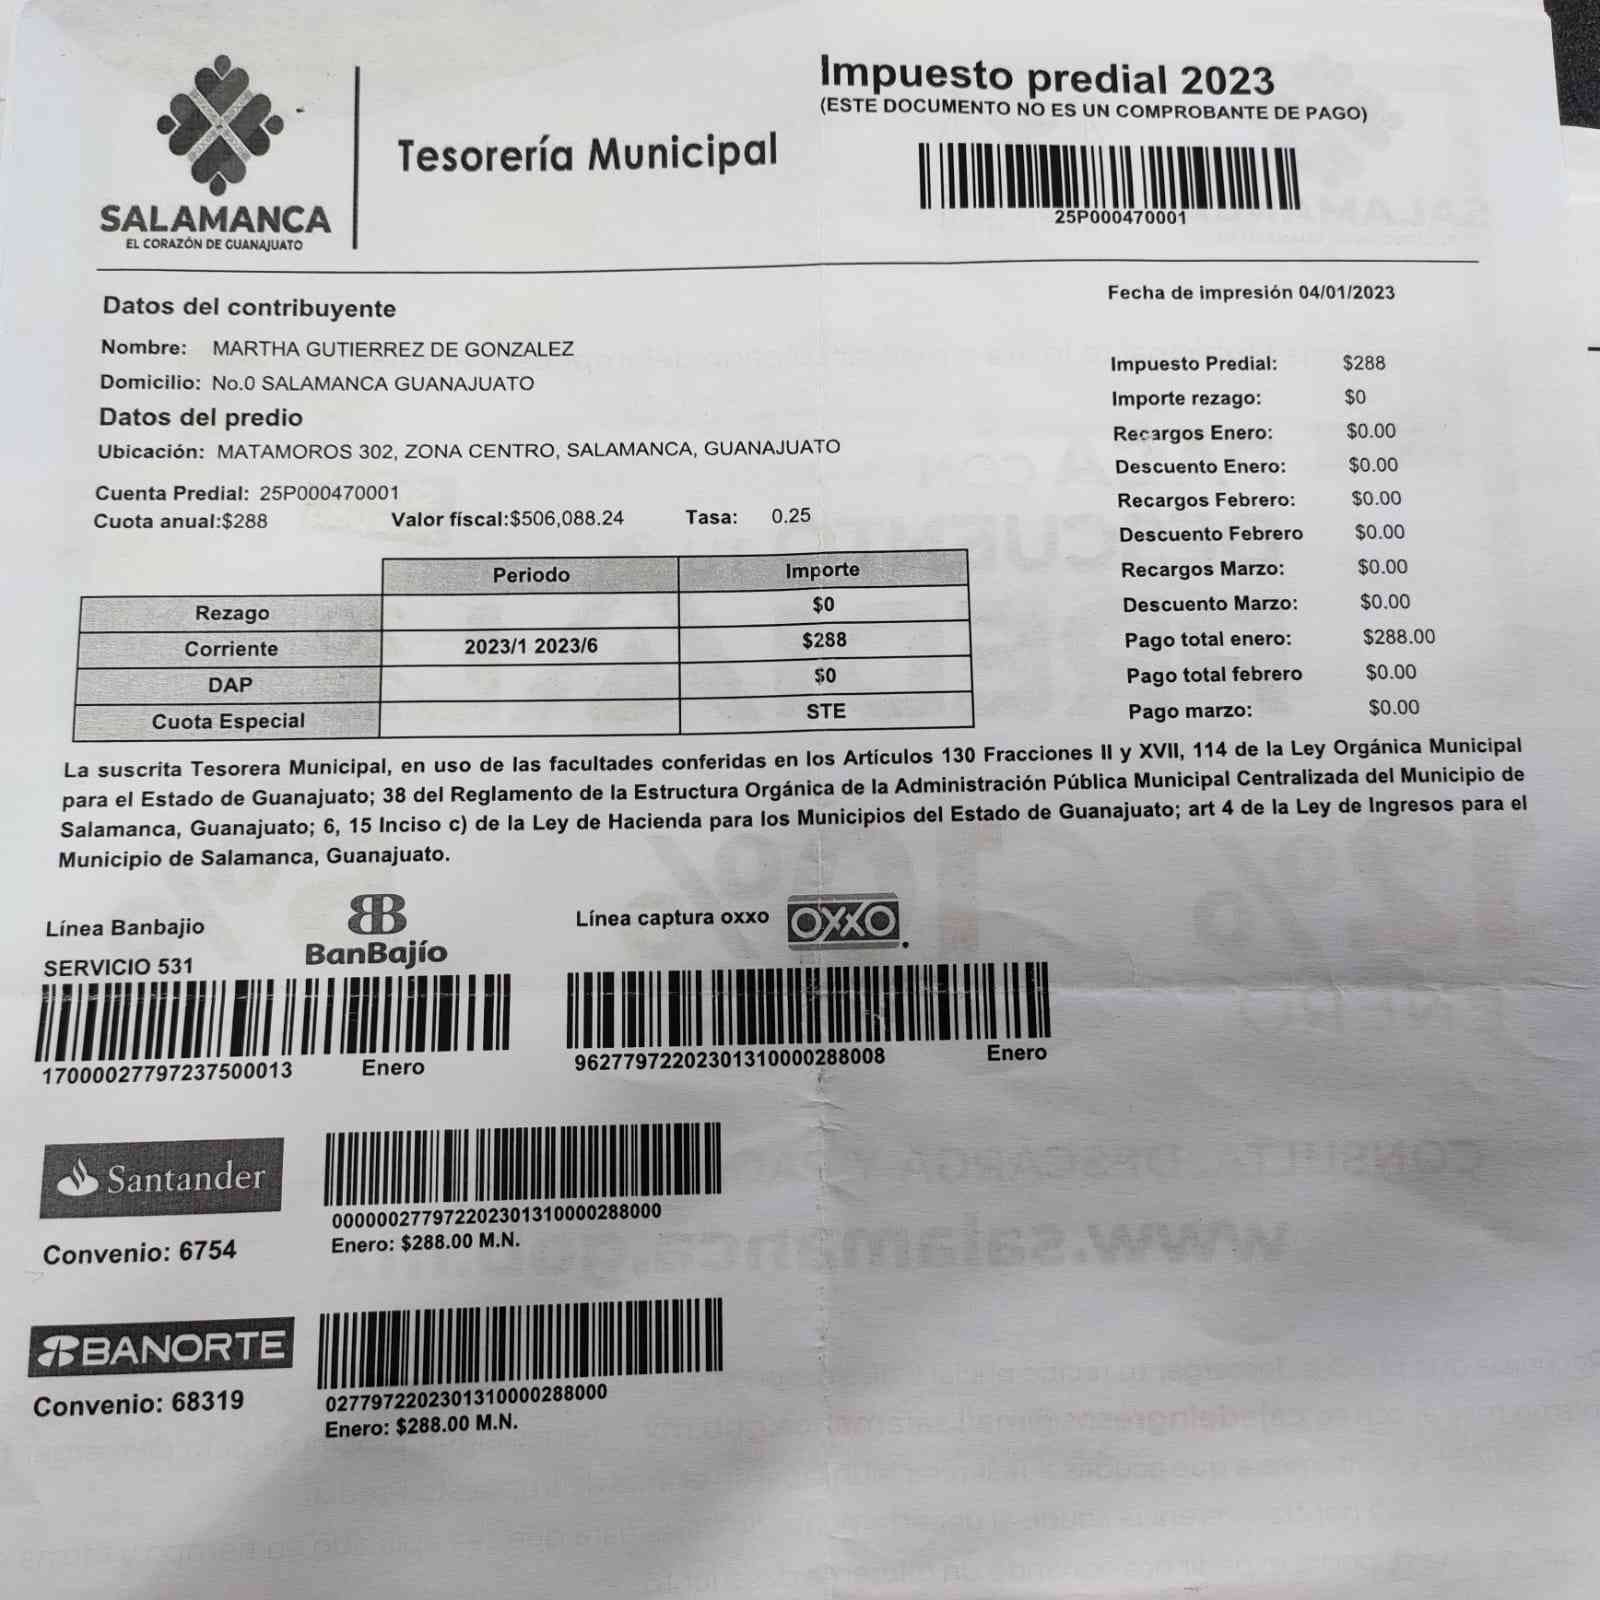 Impuesto predial 2023
(ESTE DOCUMENTO NO ES UN COMPROBANTE DE PAGO)
Tesorería Municipal
25P000470001
SALAMANCA
EL CORAZÓN DE GUANAJUATO
Fecha de impresión 04/01/2023
Datos del contribuyente
Nombre: MARTHA GUTIERREZ DE GONZALEZ
Domicilio: No.0 SALAMANCA GUANAJUATO
Datos del predio
Ubicación: MATAMOROS 302, ZONA CENTRO, SALAMANCA, GUANAJUATO
Cuenta Predial: 25P000470001
Cuota anual:$288 Valor físcal:$506,088.24 Tasa: 0.25
Periodo Importe
Rezago $0
Corriente 2023/1 2023/6 $288
DAP $0
Cuota Especial STE
Impuesto Predial: $288
Importe rezago: $0
Recargos Enero: $0.00
Descuento Enero: $0.00
Recargos Febrero: $0.00
Descuento Febrero $0.00
Recargos Marzo: $0.00
Descuento Marzo: $0.00
Pago total enero: $288.00
Pago total febrero $0.00
Pago marzo: $0.00
La suscrita Tesorera Municipal, en uso de las facultades conferidas en los Artículos 130 Fracciones II y XVII, 114 de la Ley Orgánica Municipal
para el Estado de Guanajuato; 38 del Reglamento de la Estructura Orgánica de la Administración Pública Municipal Centralizada del Municipio de
Salamanca, Guanajuato; 6, 15 Inciso c) de la Ley de Hacienda para los Municipios del Estado de Guanajuato; art 4 de la Ley de Ingresos para el
Municipio de Salamanca, Guanajuato.
Línea Banbajio
BanBajío
SERVICIO 531
17000027797237500013 Enero
Línea captura oxxo OXXO
96277972202301310000288008 Enero
Santander
Convenio: 6754
00000027797220230131000028​8000
Enero: $288.00 M.N.
BANORTE
Convenio: 68319
027797220230131000028​8000
Enero: $288.00 M.N.